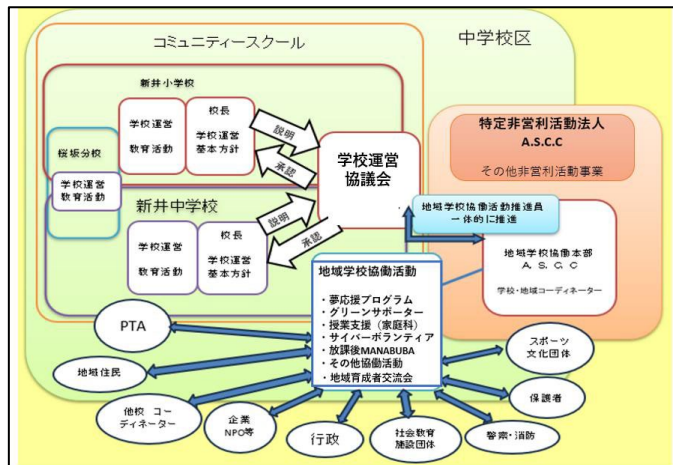 コミュニティースクール
中学校区
新井小学校
学校運営
教育活動
校長
学校運営
基本方針
説明
承認
学校運営
協議会
特定非営利活動法人
A.S.C.C
その他非営利活動事業
桜坂分校
学校運営
教育活動
新井中学校
学校運営
教育活動
校長
学校運営
基本方針
説明
承認
地域学校協働活動推進員
一体的に推進
地域学校協働本部
A.S.C.C
学校・地域コーディネーター
地域学校協働活動
・夢応援プログラム
・グリーンサポーター
・授業支援（家庭科）
・サイバーボランティア
・放課後MANABUBA
・その他協働活動
・地域育成者交流会
PTA
地域住民
他校 コー
ディネーター
企業
NPO等
行政
社会教育
施設団体
警察・消防
保護者
スポーツ
文化団体